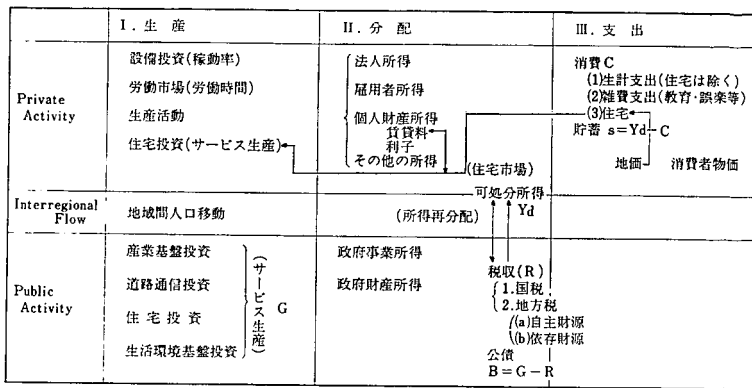 I.生産
II.分配
III.支出
Private Activity
設備投資(稼動率)
労働市場(労働時間)
生産活動
住宅投資(サービス生産)
法人所得
雇用者所得
個人財産所得
賃貸料
利子
その他の所得
(住宅市場)
消費C
(1)生計支出(住宅は除く)
(2)雑費支出(教育・誤楽等)
(3)住宅
貯蓄 s=Yd-C
地価 消費者物価
Interregional Flow
地域間人口移動
(所得再分配)
可処分所得
Yd
Public Activity
産業基盤投資
道路通信投資
住宅投資
生活環境基盤投資
(サービス生産)
G
政府事業所得
政府財産所得
税収(R)
1.国税
2.地方税
(a)自主財源
(b)依存財源
公債
B=G-R